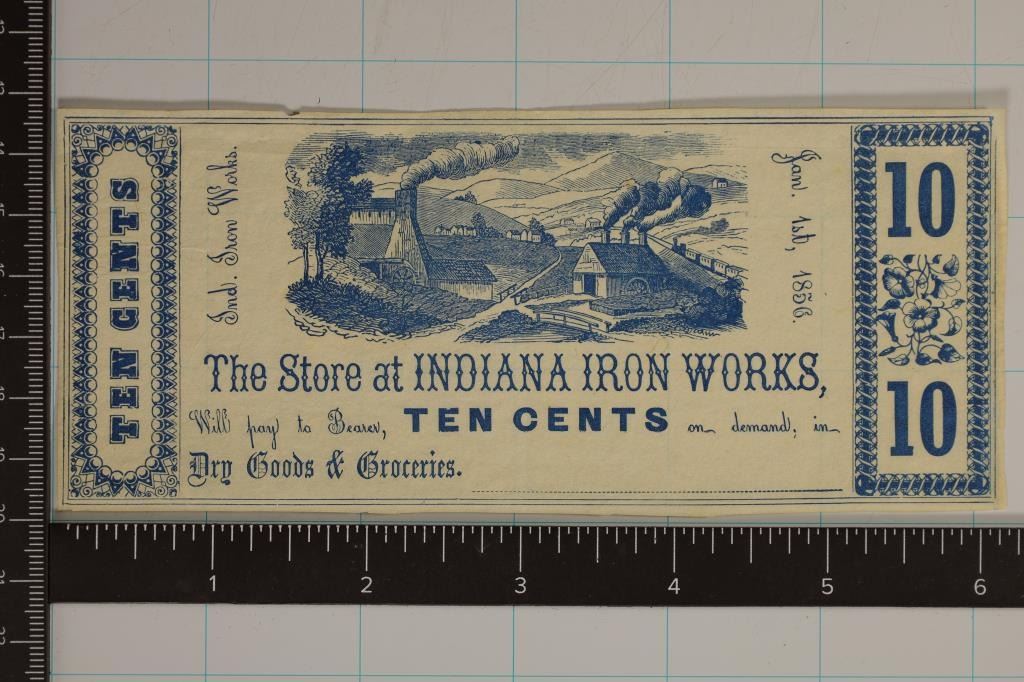 TEN CENTS
Ind. Iron Works.
Jan. 1st, 1856.
10
10
The Store at INDIANA IRON WORKS,
Will pay to Bearer, TEN CENTS on demand, in
Dry Goods & Groceries.
1 2 3 4 5 6